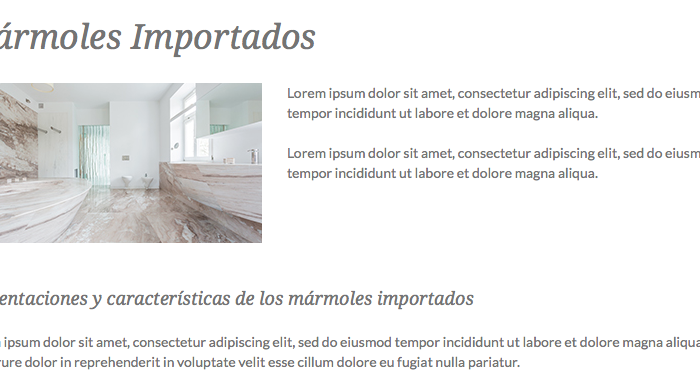 ármoles Importados
Lorem ipsum dolor sit amet, consectetur adipiscing elit, sed do eiusm
tempor incididunt ut labore et dolore magna aliqua.
Lorem ipsum dolor sit amet, consectetur adipiscing elit, sed do eiusm
tempor incididunt ut labore et dolore magna aliqua.
entaciones y características de los mármoles importados
ipsum dolor sit amet, consectetur adipiscing elit, sed do eiusmod tempor incididunt ut labore et dolore magna aliqua
ure dolor in reprehenderit in voluptate velit esse cillum dolore eu fugiat nulla pariatur.